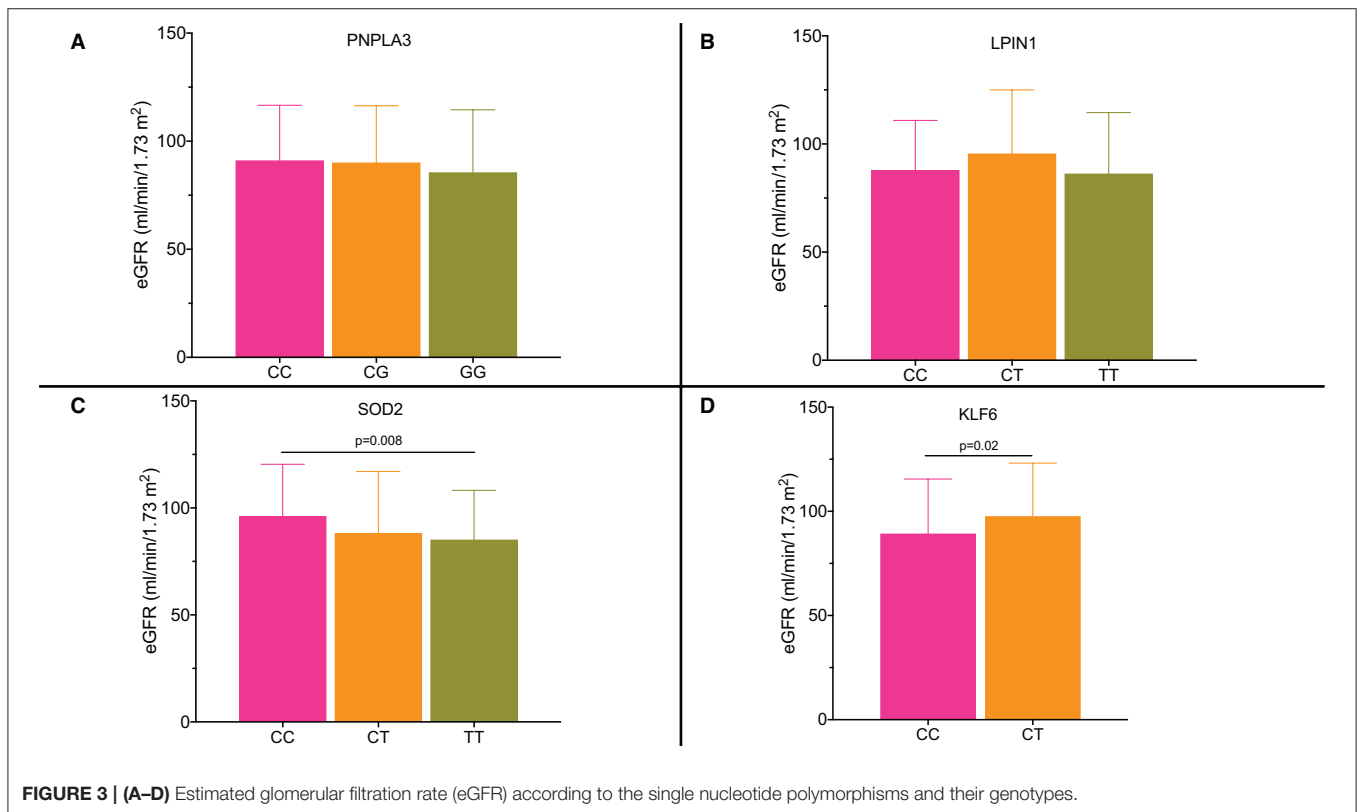 A
PNPLA3
150
100
50
0
eGFR (ml/min/1.73 m²)
CC CG GG
B
LPIN1
150
100
50
0
eGFR (ml/min/1.73 m²)
CC CT TT
C
SOD2
150
100
50
0
eGFR (ml/min/1.73 m²)
p=0.008
CC CT TT
D
KLF6
150
100
50
0
eGFR (ml/min/1.73 m²)
p=0.02
CC CT
FIGURE 3 | (A–D) Estimated glomerular filtration rate (eGFR) according to the single nucleotide polymorphisms and their genotypes.